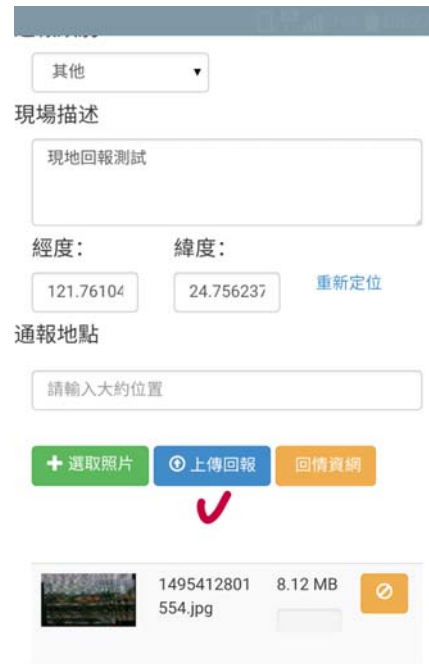 其他
現場描述
現地回報測試
經度: 緯度:
121.76104 24.756237 重新定位
通報地點
請輸入大約位置
選取照片 上傳回報 回情資網
1495412801 8.12 MB
554.jpg